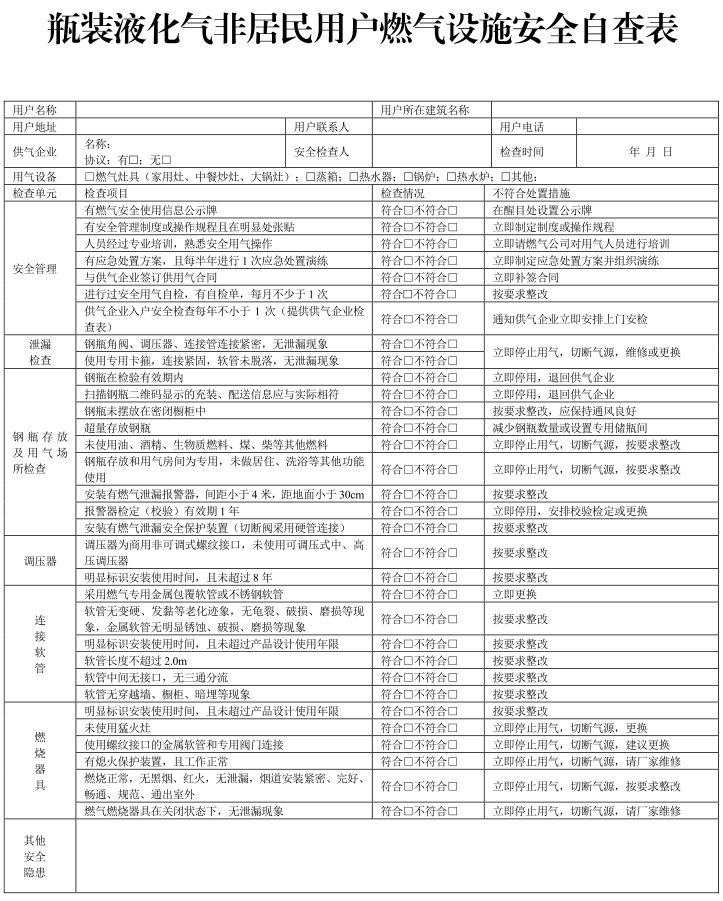 瓶装液化气非居民用户燃气设施安全自查表
用户名称 用户所在建筑名称
用户地址 用户联系人 用户电话
供气企业 名称： 协议：有□；无□ 安全检查人 检查时间 年 月 日
用气设备 □燃气灶具（家用灶、中餐炒灶、大锅灶）；□蒸箱；□热水器；□锅炉；□热水炉；□其他：
检查单元 检查项目 检查情况 不符合处置措施
安全管理
有燃气安全使用信息公示牌 符合□不符合□ 在醒目处设置公示牌
有安全管理制度或操作规程且在明显处张贴 符合□不符合□ 立即制定制度或操作规程
人员经过专业培训，熟悉安全用气操作 符合□不符合□ 立即请燃气公司对用气人员进行培训
有应急处置方案，且每半年进行 1 次应急处置演练 符合□不符合□ 立即制定应急处置方案并组织演练
与供气企业签订供用气合同 符合□不符合□ 立即补签合同
进行过安全用气自检，有自检单，每月不少于 1 次 符合□不符合□ 按要求整改
供气企业入户安全检查每年不小于 1 次（提供供气企业检
查表） 符合□不符合□ 通知供气企业立即安排上门安检
泄漏
检查
钢瓶角阀、调压器、连接管连接紧密，无泄漏现象 符合□不符合□ 立即停止用气，切断气源，维修或更换
使用专用卡箍，连接紧固，软管未脱落，无泄漏现象 符合□不符合□
钢瓶存放
及用气场
所检查
钢瓶在检验有效期内 符合□不符合□ 立即停用，退回供气企业
扫描钢瓶二维码显示的充装、配送信息应与实际相符 符合□不符合□ 立即停用，退回供气企业
钢瓶未摆放在密闭橱柜中 符合□不符合□ 按要求整改，应保持通风良好
超量存放钢瓶 符合□不符合□ 减少钢瓶数量或设置专用储瓶间
未使用油、酒精、生物质燃料、煤、柴等其他燃料 符合□不符合□ 立即停止用气，切断气源，按要求整改
钢瓶存放和用气房间为专用，未做居住、洗浴等其他功能
使用 符合□不符合□ 立即停止用气，切断气源，按要求整改
安装有燃气泄漏报警器，间距小于 4 米，距地面小于 30cm 符合□不符合□ 按要求整改
报警器检定（校验）有效期 1 年 符合□不符合□ 立即停用，安排校验检定或更换
安装有燃气泄漏安全保护装置（切断阀采用硬管连接） 符合□不符合□ 按要求整改
调压器
调压器为商用非可调式螺纹接口，未使用可调压式中、高
压调压器 符合□不符合□ 按要求整改
明显标识安装使用时间，且未超过 8 年 符合□不符合□ 按要求整改
连
接
软
管
采用燃气专用金属包覆软管或不锈钢软管 符合□不符合□ 立即更换
软管无变硬、发黏等老化迹象，无龟裂、破损、磨损等现
象，金属软管无明显锈蚀、破损、磨损等现象 符合□不符合□ 按要求整改
明显标识安装使用时间，且未超过产品设计使用年限 符合□不符合□ 按要求整改
软管长度不超过 2.0m 符合□不符合□ 按要求整改
软管中间无接口，无三通分流 符合□不符合□ 按要求整改
软管无穿越墙、橱柜、暗埋等现象 符合□不符合□ 按要求整改
燃
烧
器
具
明显标识安装使用时间，且未超过产品设计使用年限 符合□不符合□ 按要求整改
未使用猛火灶 符合□不符合□ 立即停止用气，切断气源，更换
使用螺纹接口的金属软管和专用阀门连接 符合□不符合□ 立即停止用气，切断气源，建议更换
有熄火保护装置，且工作正常 符合□不符合□ 立即停止用气，切断气源，请厂家维修
燃烧正常，无黑烟、红火，无泄漏，烟道安装紧密、完好、
畅通、规范、通出室外 符合□不符合□ 立即停止用气，切断气源，按要求整改
燃气燃烧器具在关闭状态下，无泄漏现象 符合□不符合□ 立即停止用气，切断气源，请厂家维修
其他
安全
隐患